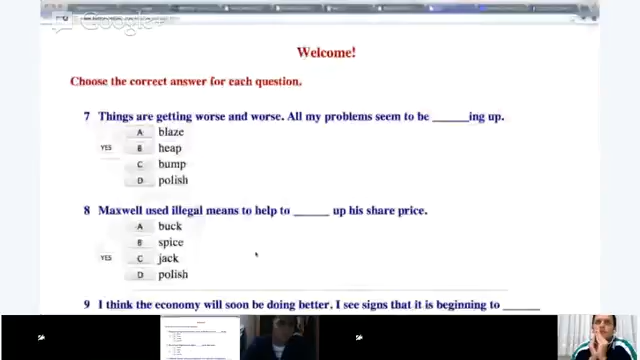 Google+
Welcome!
Choose the correct answer for each question.
7 Things are getting worse and worse. All my problems seem to be ______ing up.
A blaze
YES B heap
C bump
D polish
8 Maxwell used illegal means to help to ______ up his share price.
A buck
B spice
YES C jack
D polish
9 I think the economy will soon be doing better. I see signs that it is beginning to ______